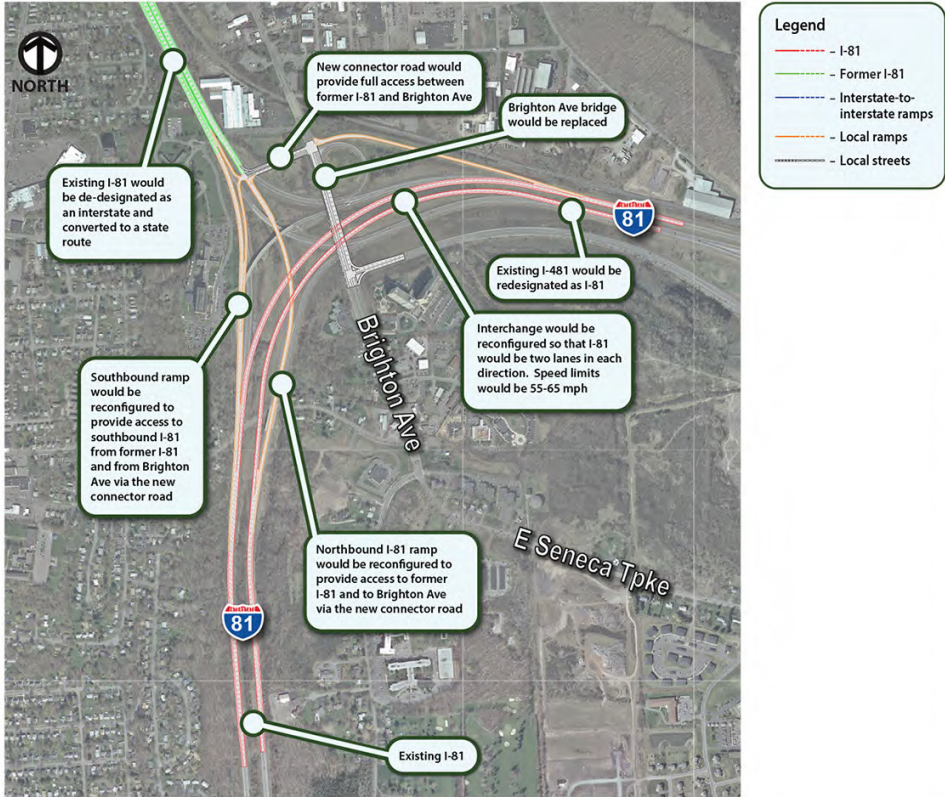 NORTH
New connector road would
provide full access between
former I-81 and Brighton Ave
Brighton Ave bridge
would be replaced
Existing I-81 would
be de-designated as
an interstate and
converted to a state
route
81
Existing I-481 would be
redesignated as I-81
Interchange would be
reconfigured so that I-81
would be two lanes in each
direction. Speed limits
would be 55-65 mph
Brighton Ave
Southbound ramp
would be
reconfigured to
provide access to
southbound I-81
from former I-81
and from Brighton
Ave via the new
connector road
E Seneca Tpke
Northbound I-81 ramp
would be reconfigured to
provide access to former
I-81 and to Brighton Ave
via the new connector road
81
Existing I-81
Legend
– I-81
– Former I-81
– Interstate-to-
interstate ramps
– Local ramps
– Local streets